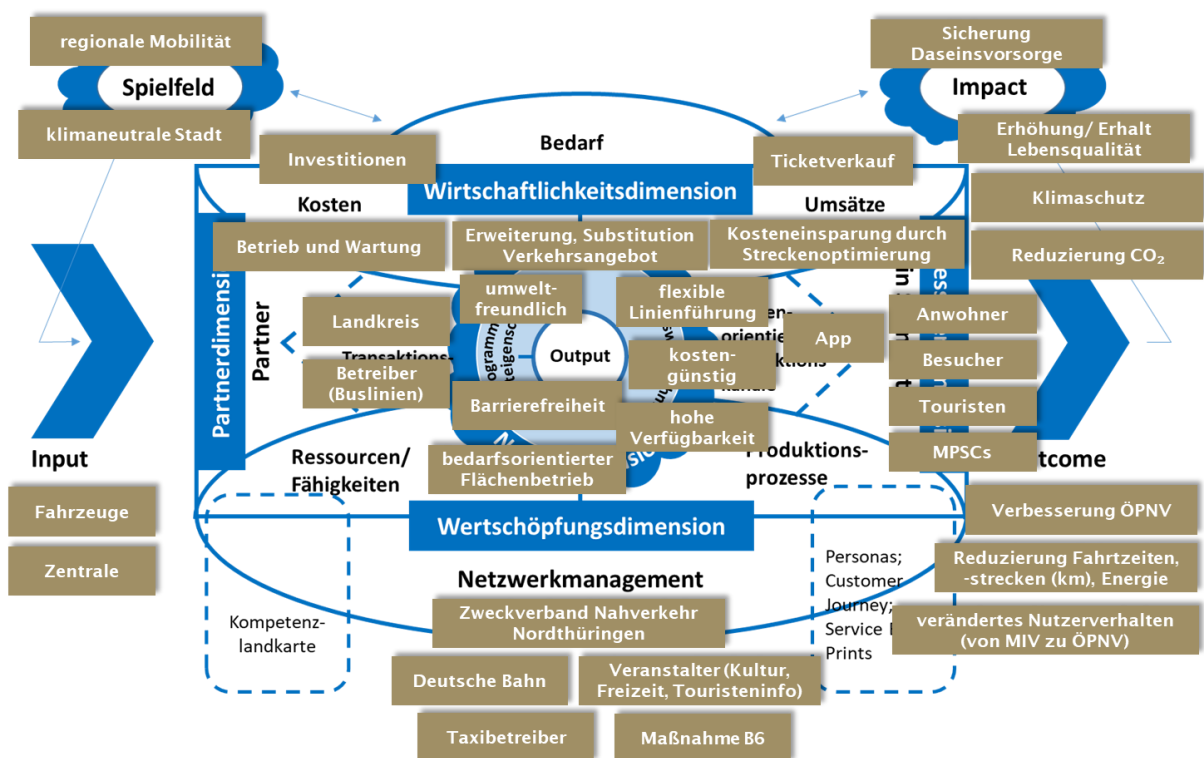 regionale Mobilität
Spielfeld
klimaneutrale Stadt
Sicherung
Daseinsvorsorge
Impact
Erhöhung/ Erhalt
Lebensqualität
Klimaschutz
Reduzierung CO₂
Bedarf
Investitionen
Ticketverkauf
Wirtschaftlichkeitsdimension
Kosten
Umsätze
Betrieb und Wartung
Erweiterung, Substitution
Verkehrsangebot
Kosteneinsparung durch
Streckenoptimierung
Partner
umwelt-
freundlich
flexible
Linienführung
Landkreis
Output
App
Anwohner
kosten-
günstig
Besucher
Betreiber
(Buslinien)
Barrierefreiheit
hohe
Verfügbarkeit
Touristen
MPSCs
Input
Ressourcen/
Fähigkeiten
bedarfsorientierter
Flächenbetrieb
Produktions-
prozesse
Fahrzeuge
Zentrale
Wertschöpfungsdimension
Verbesserung ÖPNV
Reduzierung Fahrtzeiten,
-strecken (km), Energie
verändertes Nutzerverhalten
(von MIV zu ÖPNV)
Netzwerkmanagement
Kompetenz-
landkarte
Personas;
Customer
Journey;
Service
Prints
Zweckverband Nahverkehr
Nordthüringen
Deutsche Bahn
Veranstalter (Kultur,
Freizeit, Touristeninfo)
Taxibetreiber
Maßnahme B6